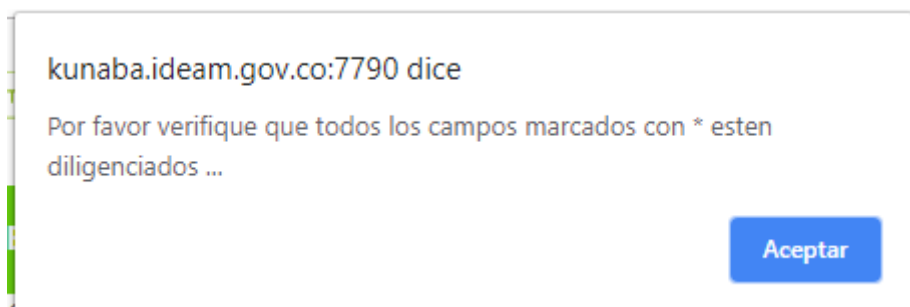 kunaba.ideam.gov.co:7790 dice
Por favor verifique que todos los campos marcados con * esten
diligenciados ...
Aceptar